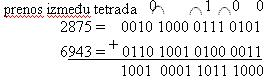 prenos između tetrada 0 1 0 0
2875 = 0010 1000 0111 0101
6943 = + 0110 1001 0100 0011
1001 0001 1011 1000